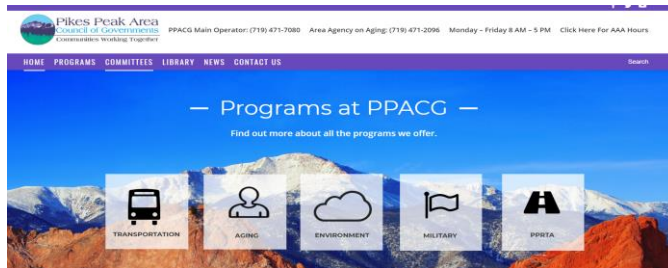 Pikes Peak Area
Council of Governments
Communities Working Together
PPACG Main Operator: (719) 471-7080 Area Agency on Aging: (719) 471-2096 Monday – Friday 8 AM – 5 PM Click Here For AAA Hours
HOME PROGRAMS COMMITTEES LIBRARY NEWS CONTACT US Search
— Programs at PPACG —
Find out more about all the programs we offer.
TRANSPORTATION AGING ENVIRONMENT MILITARY PPRTA